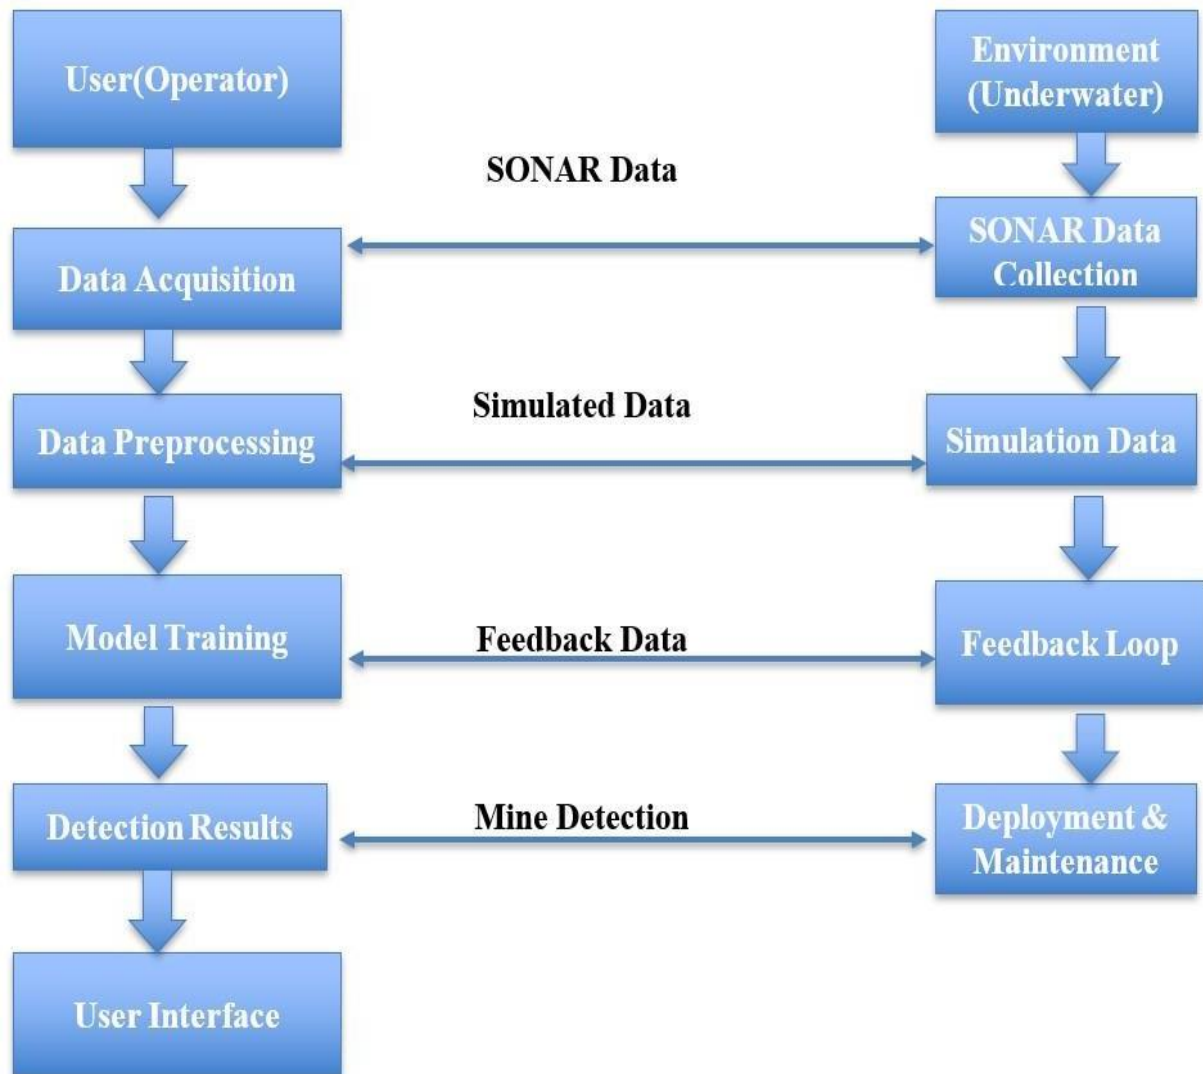 User(Operator)
Environment
(Underwater)
SONAR Data
Data Acquisition
SONAR Data
Collection
Simulated Data
Data Preprocessing
Simulation Data
Model Training
Feedback Data
Feedback Loop
Detection Results
Mine Detection
Deployment &
Maintenance
User Interface